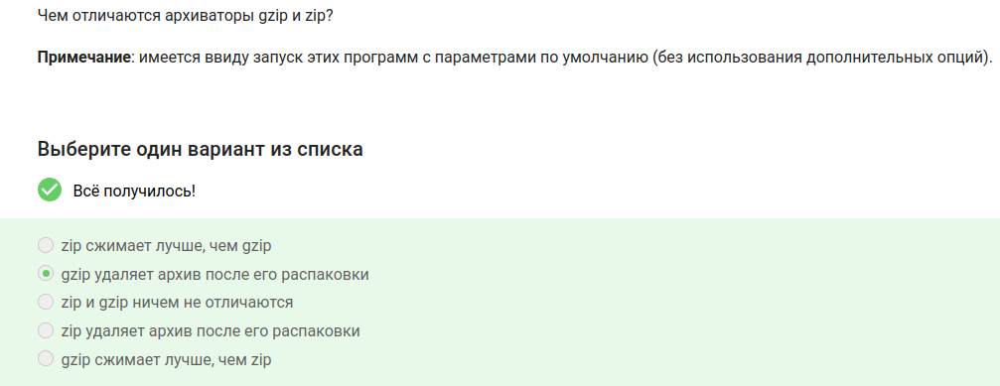 Чем отличаются архиваторы gzip и zip?
Примечание: имеется ввиду запуск этих программ с параметрами по умолчанию (без использования дополнительных опций).
Выберите один вариант из списка
Всё получилось!
zip сжимает лучше, чем gzip
gzip удаляет архив после его распаковки
zip и gzip ничем не отличаются
zip удаляет архив после его распаковки
gzip сжимает лучше, чем zip